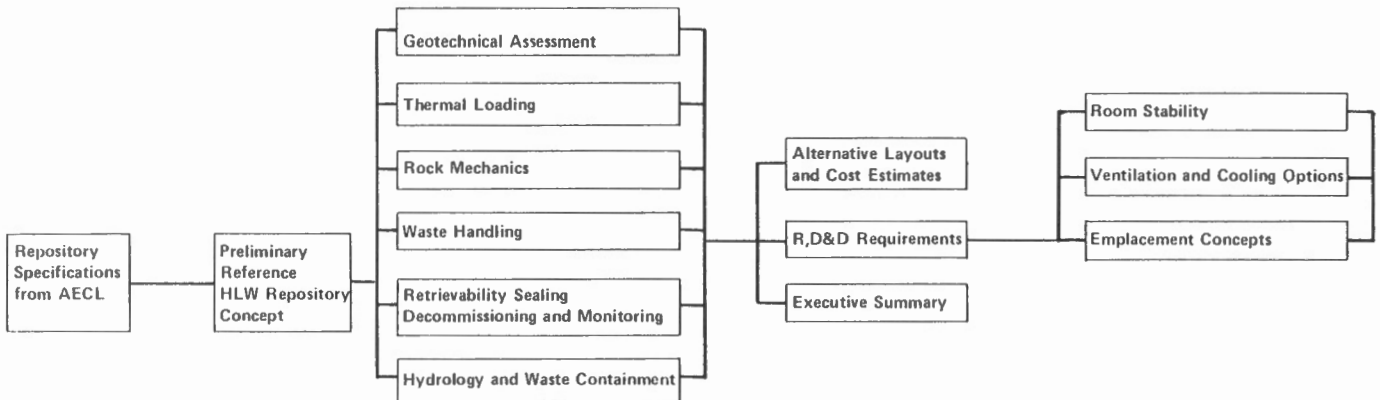 Repository
Specifications
from AECL
Preliminary
Reference
HLW Repository
Concept
Geotechnical Assessment
Thermal Loading
Rock Mechanics
Waste Handling
Retrievability Sealing
Decommissioning and Monitoring
Hydrology and Waste Containment
Alternative Layouts
and Cost Estimates
R,D&D Requirements
Executive Summary
Room Stability
Ventilation and Cooling Options
Emplacement Concepts